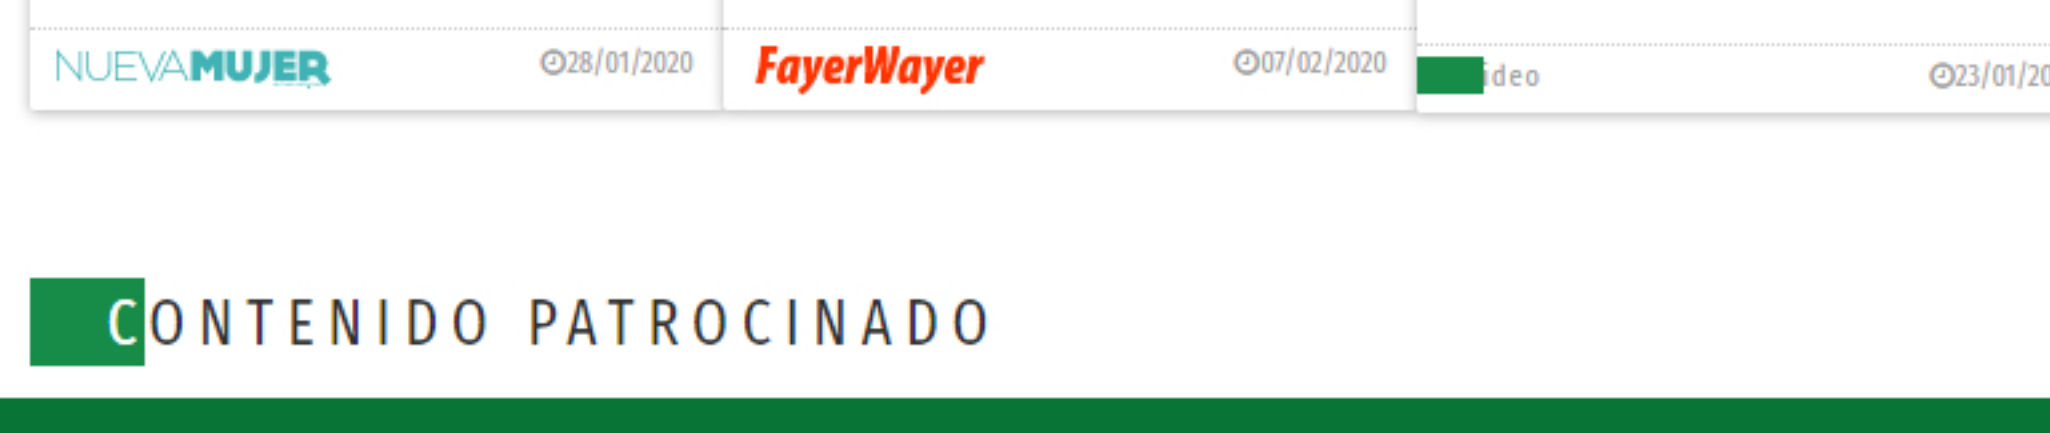 NUEVAMUJER 28/01/2020 FayerWayer 07/02/2020 ideo 23/01/20
CONTENIDO PATROCINADO